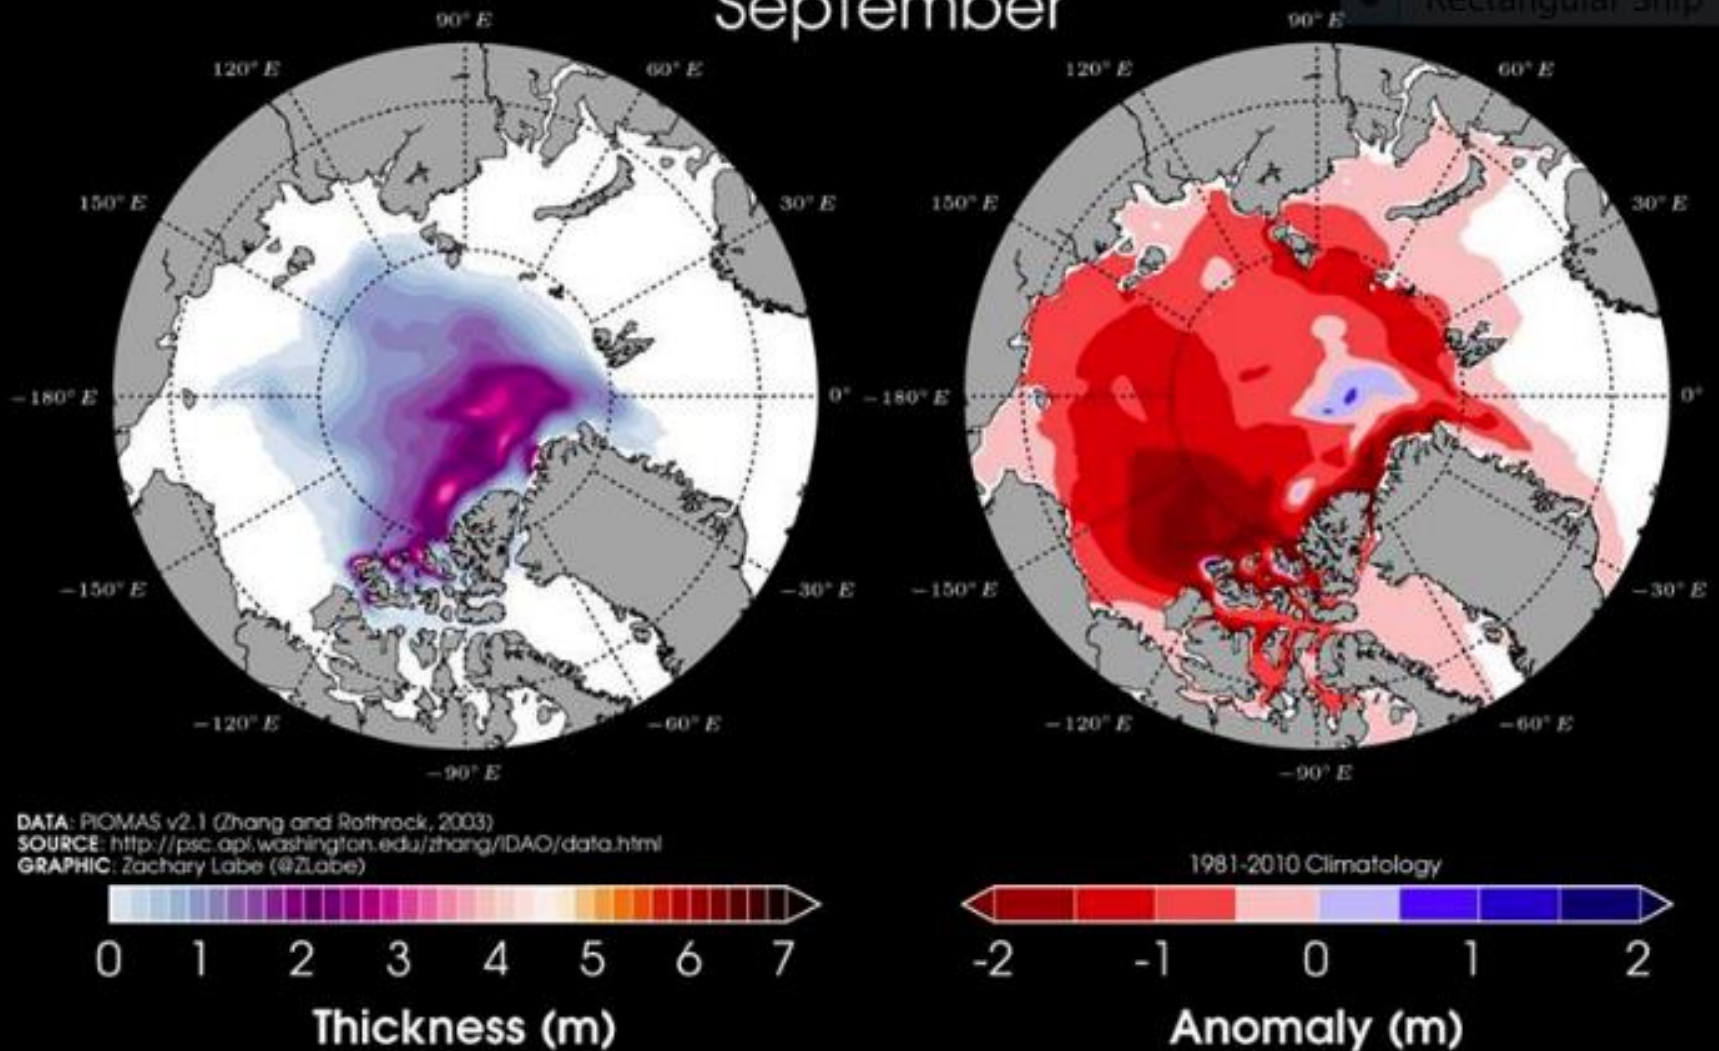 September
Rectangular Snip
90° E
90° E
120° E
60° E
120° E
60° E
150° E
30° E
150° E
30° E
−180° E
0°
−180° E
0°
−150° E
−30° E
−150° E
−30° E
−120° E
−60° E
−120° E
−60° E
−90° E
−90° E
DATA: PIOMAS v2.1 (Zhang and Rothrock, 2003)
SOURCE: http://psc.apl.washington.edu/zhang/IDAO/data.html
GRAPHIC: Zachary Labe (@ZLabe)
1981-2010 Climatology
0 1 2 3 4 5 6 7
-2 -1 0 1 2
Thickness (m)
Anomaly (m)